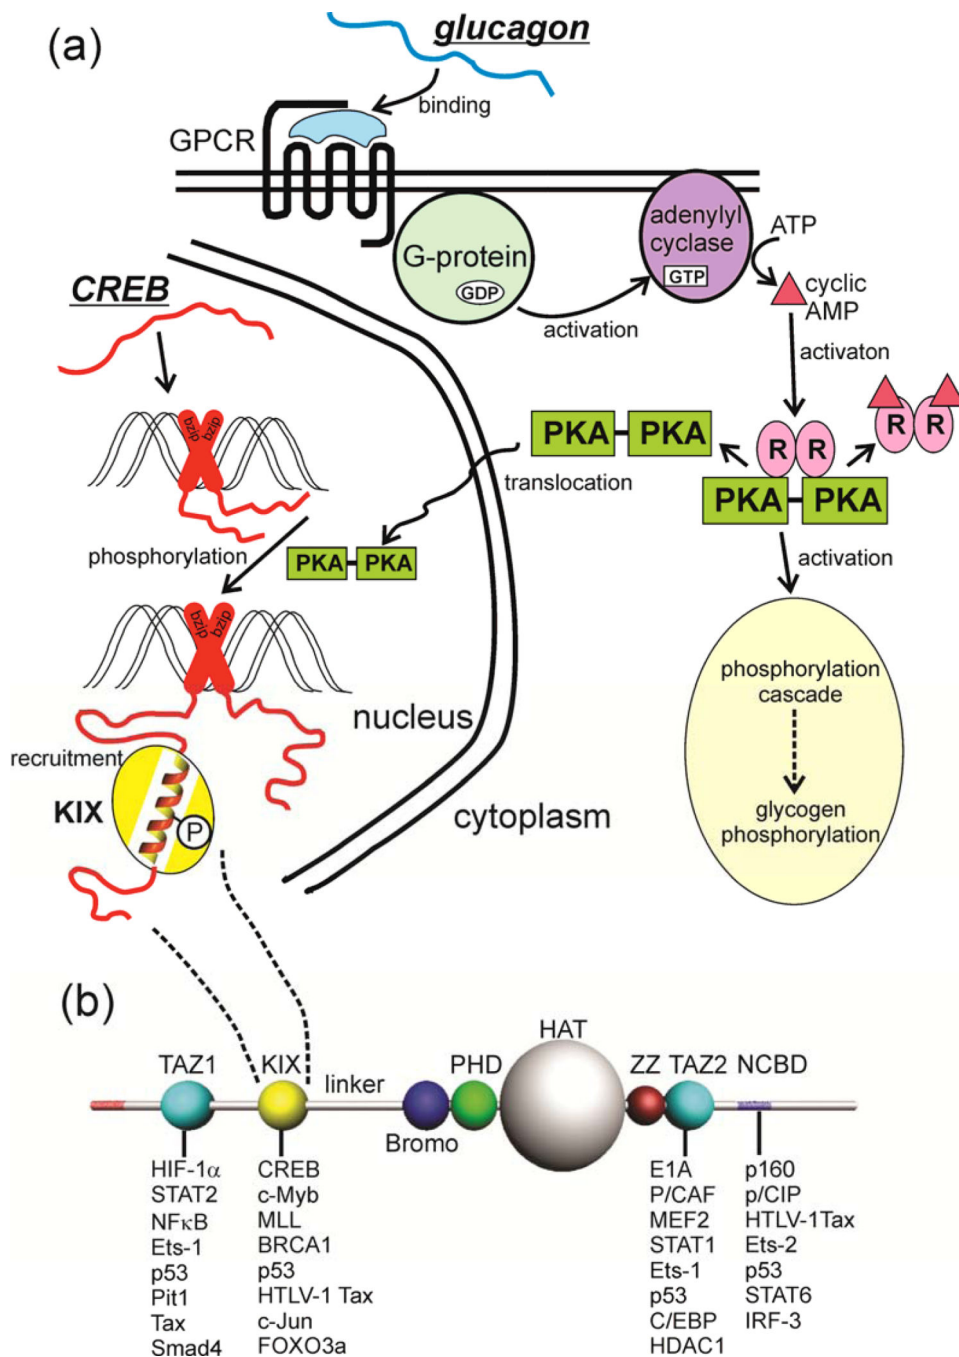 (a)
glucagon
binding
GPCR
adenylyl
cyclase
GTP
ATP
G-protein
GDP
activation
cyclic
AMP
activaton
CREB
bzip
bzip
R
R
R
R
PKA
PKA
translocation
PKA
PKA
phosphorylation
PKA
PKA
activation
bzip
bzip
phosphorylation
cascade
glycogen
phosphorylation
nucleus
recruitment
KIX
P
cytoplasm
(b)
TAZ1
KIX
linker
Bromo
PHD
HAT
ZZ
TAZ2
NCBD
HIF-1α
STAT2
NFκB
Ets-1
p53
Pit1
Tax
Smad4
CREB
c-Myb
MLL
BRCA1
p53
HTLV-1 Tax
c-Jun
FOXO3a
E1A
P/CAF
MEF2
STAT1
Ets-1
p53
C/EBP
HDAC1
p160
p/CIP
HTLV-1Tax
Ets-2
p53
STAT6
IRF-3